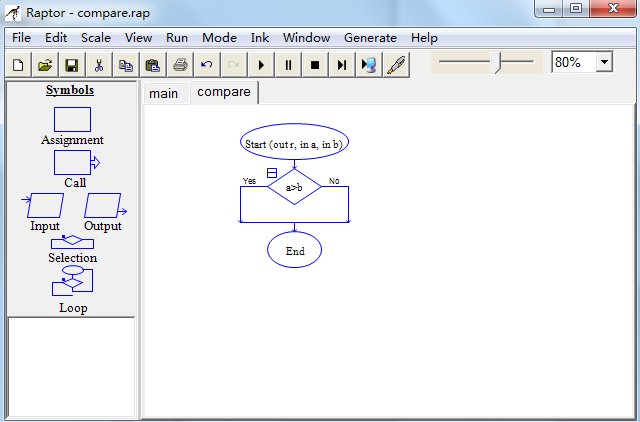 Raptor - compare.rap
File Edit Scale View Run Mode Ink Window Generate Help
80%
Symbols
Assignment
Call
Input Output
Selection
Loop
main compare
Start (out r, in a, in b)
Yes a>b No
End